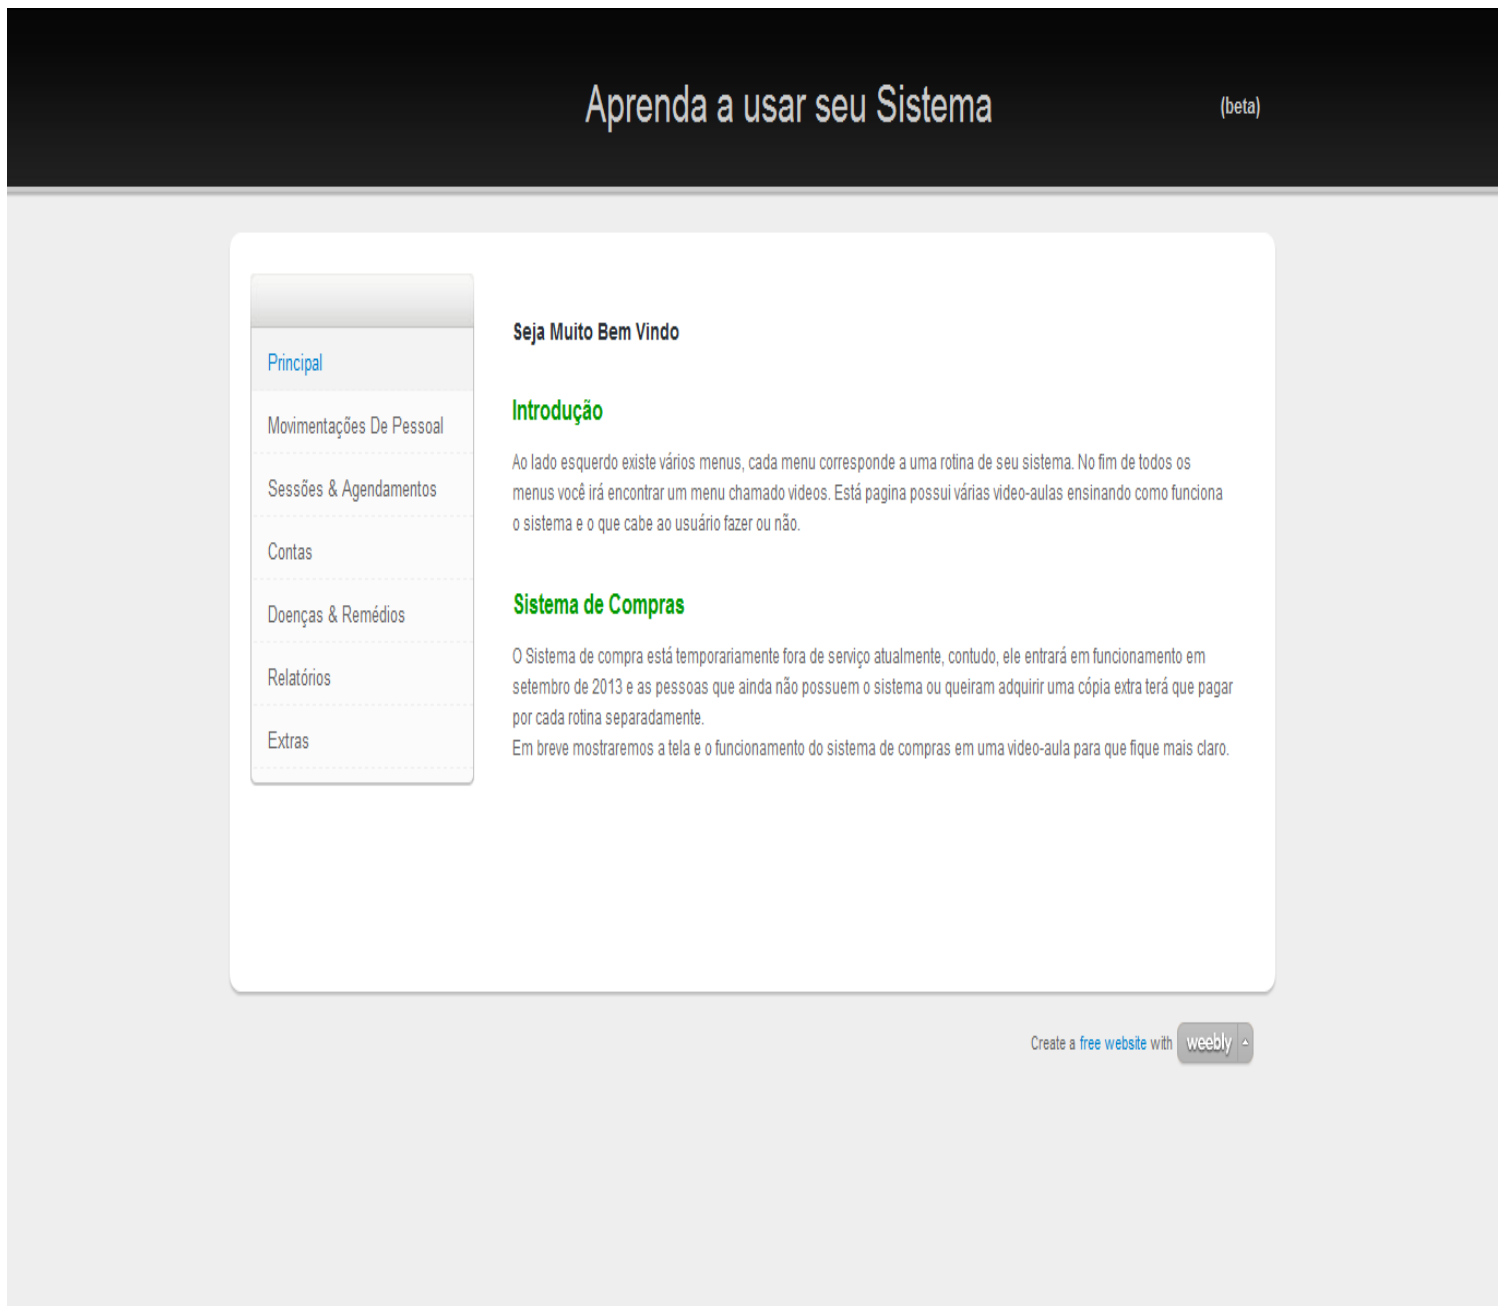 Aprenda a usar seu Sistema
(beta)
Principal
Movimentações De Pessoal
Sessões & Agendamentos
Contas
Doenças & Remédios
Relatórios
Extras
Seja Muito Bem Vindo
Introdução
Ao lado esquerdo existe vários menus, cada menu corresponde a uma rotina de seu sistema. No fim de todos os
menus você irá encontrar um menu chamado videos. Está pagina possui várias video-aulas ensinando como funciona
o sistema e o que cabe ao usuário fazer ou não.
Sistema de Compras
O Sistema de compra está temporariamente fora de serviço atualmente, contudo, ele entrará em funcionamento em
setembro de 2013 e as pessoas que ainda não possuem o sistema ou queiram adquirir uma cópia extra terá que pagar
por cada rotina separadamente.
Em breve mostraremos a tela e o funcionamento do sistema de compras em uma video-aula para que fique mais claro.
Create a free website with weebly